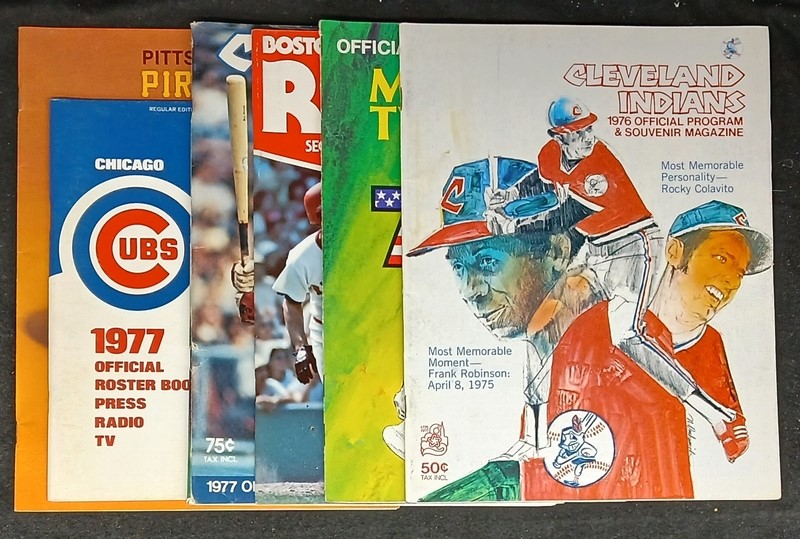 PITTS
PIR
REGULAR EDIT
CHICAGO
CUBS
1977
OFFICIAL
ROSTER BOO
PRESS
RADIO
TV
C
75¢
TAX INCL.
1977 O
BOSTO
R
SEC
OFFICIA
M
T
CLEVELAND
INDIANS
1976 OFFICIAL PROGRAM
& SOUVENIR MAGAZINE
Most Memorable
Personality—
Rocky Colavito
C
Most Memorable
Moment—
Frank Robinson:
April 8, 1975
50¢
TAX INCL